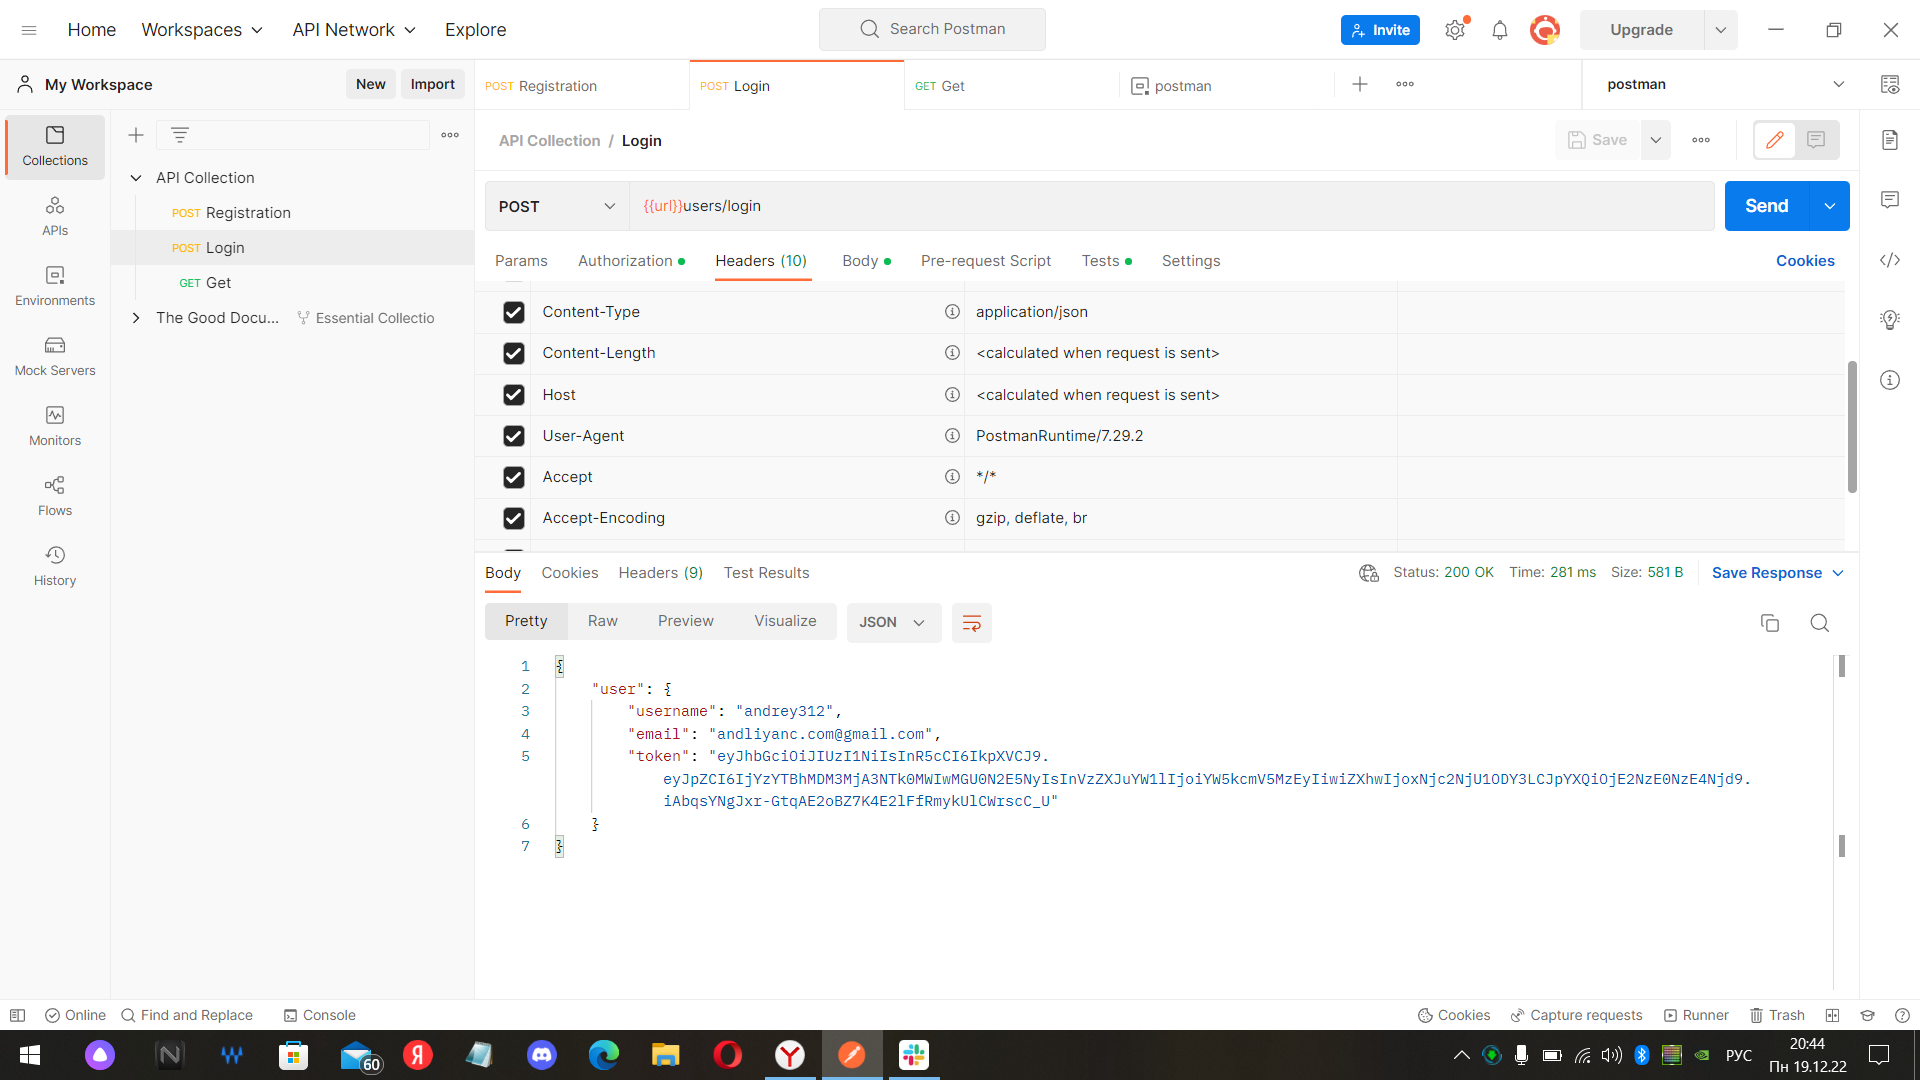 Home Workspaces API Network Explore Search Postman Invite Upgrade
My Workspace New Import POST Registration POST Login GET Get postman postman
Collections
APIs
Environments
Mock Servers
Monitors
Flows
History
API Collection
POST Registration
POST Login
GET Get
The Good Docu... Essential Collectio
API Collection / Login Save
POST {{url}}users/login Send
Params Authorization Headers (10) Body Pre-request Script Tests Settings Cookies
Content-Type application/json
Content-Length <calculated when request is sent>
Host <calculated when request is sent>
User-Agent PostmanRuntime/7.29.2
Accept */*
Accept-Encoding gzip, deflate, br
Body Cookies Headers (9) Test Results Status: 200 OK Time: 281 ms Size: 581 B Save Response
Pretty Raw Preview Visualize JSON
1 {
2 "user": {
3 "username": "andrey312",
4 "email": "andliyanc.com@gmail.com",
5 "token": "eyJhbGciOiJIUzI1NiIsInR5cCI6IkpXVCJ9.
eyJpZCI6IjYzYTBhMDM3MjA3NTk0MWIwMGU0N2E5NyIsInVzZXJuYW1lIjoiYW5kcmV5MzEyIiwiZXhwIjoxNjc2NjU1ODY3LCJpYXQiOjE2NzE0NzE4Njd9.
iAbqsYNgJxr-GtqAE2oBZ7K4E2lFfRmykUlCWrscC_U"
6 }
7 }
Online Find and Replace Console Cookies Capture requests Runner Trash
60 РУС 20:44
Пн 19.12.22